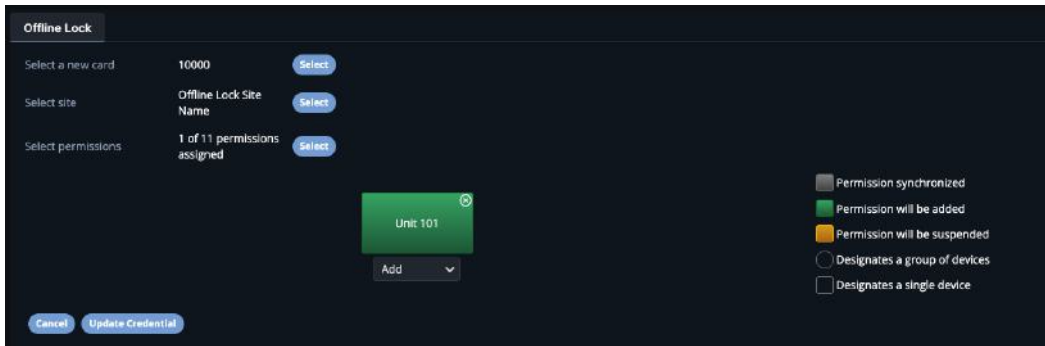 Offline Lock
Select a new card 10000 Select
Select site Offline Lock Site Name Select
Select permissions 1 of 11 permissions assigned Select
Unit 101
Add
Permission synchronized
Permission will be added
Permission will be suspended
Designates a group of devices
Designates a single device
Cancel Update Credential